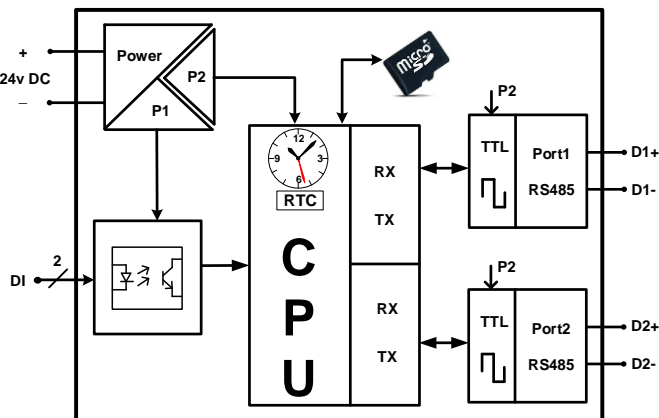 +
24v DC
–
Power
P2
P1
micro
SD
12
9
3
6
RTC
C
P
U
RX
TX
RX
TX
P2
TTL
Port1
RS485
D1+
D1-
P2
TTL
Port2
RS485
D2+
D2-
2
DI